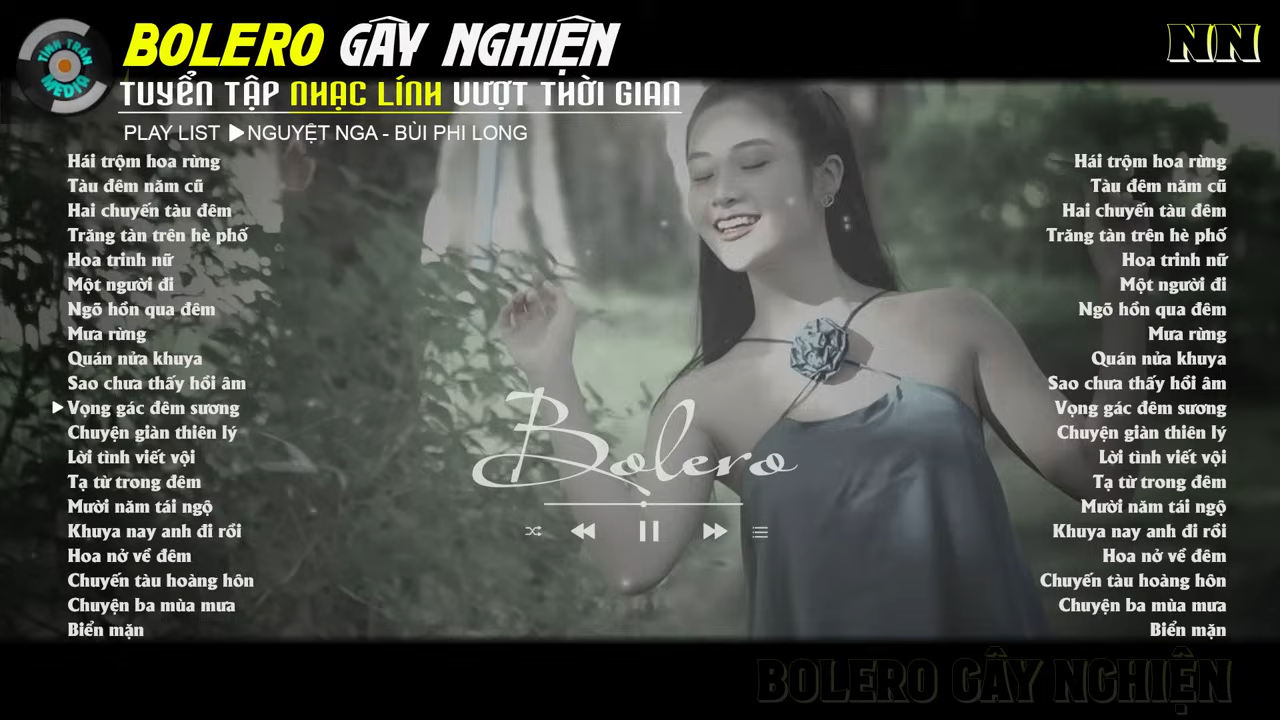 TÌNH TRẦN
MEDIA
BOLERO GÂY NGHIỆN
NN
TUYỂN TẬP NHẠC LÍNH VƯỢT THỜI GIAN
PLAY LIST ▶NGUYỆT NGA - BÙI PHI LONG
Hái trộm hoa rừng
Tàu đêm năm cũ
Hai chuyến tàu đêm
Trăng tàn trên hè phố
Hoa trinh nữ
Một người đi
Ngõ hồn qua đêm
Mưa rừng
Quán nửa khuya
Sao chưa thấy hồi âm
Vọng gác đêm sương
Chuyện giàn thiên lý
Lời tình viết vội
Tạ từ trong đêm
Mười năm tái ngộ
Khuya nay anh đi rồi
Hoa nở về đêm
Chuyến tàu hoàng hôn
Chuyện ba mùa mưa
Biển mặn
Bolero
Hái trộm hoa rừng
Tàu đêm năm cũ
Hai chuyến tàu đêm
Trăng tàn trên hè phố
Hoa trinh nữ
Một người đi
Ngõ hồn qua đêm
Mưa rừng
Quán nửa khuya
Sao chưa thấy hồi âm
Vọng gác đêm sương
Chuyện giàn thiên lý
Lời tình viết vội
Tạ từ trong đêm
Mười năm tái ngộ
Khuya nay anh đi rồi
Hoa nở về đêm
Chuyến tàu hoàng hôn
Chuyện ba mùa mưa
Biển mặn
BOLERO GÂY NGHIỆN